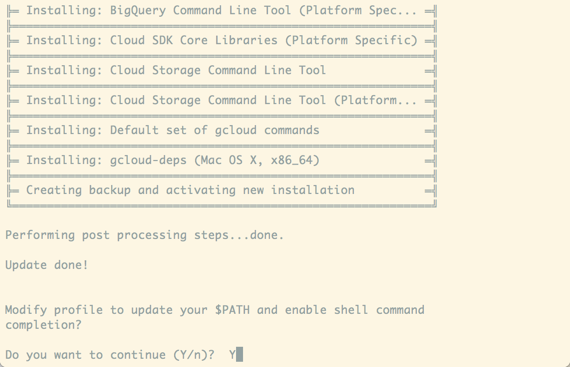 Installing: BigQuery Command Line Tool (Platform Spec...
Installing: Cloud SDK Core Libraries (Platform Specific)
Installing: Cloud Storage Command Line Tool
Installing: Cloud Storage Command Line Tool (Platform...
Installing: Default set of gcloud commands
Installing: gcloud-deps (Mac OS X, x86_64)
Creating backup and activating new installation
Performing post processing steps...done.
Update done!
Modify profile to update your $PATH and enable shell command
completion?
Do you want to continue (Y/n)?  Y